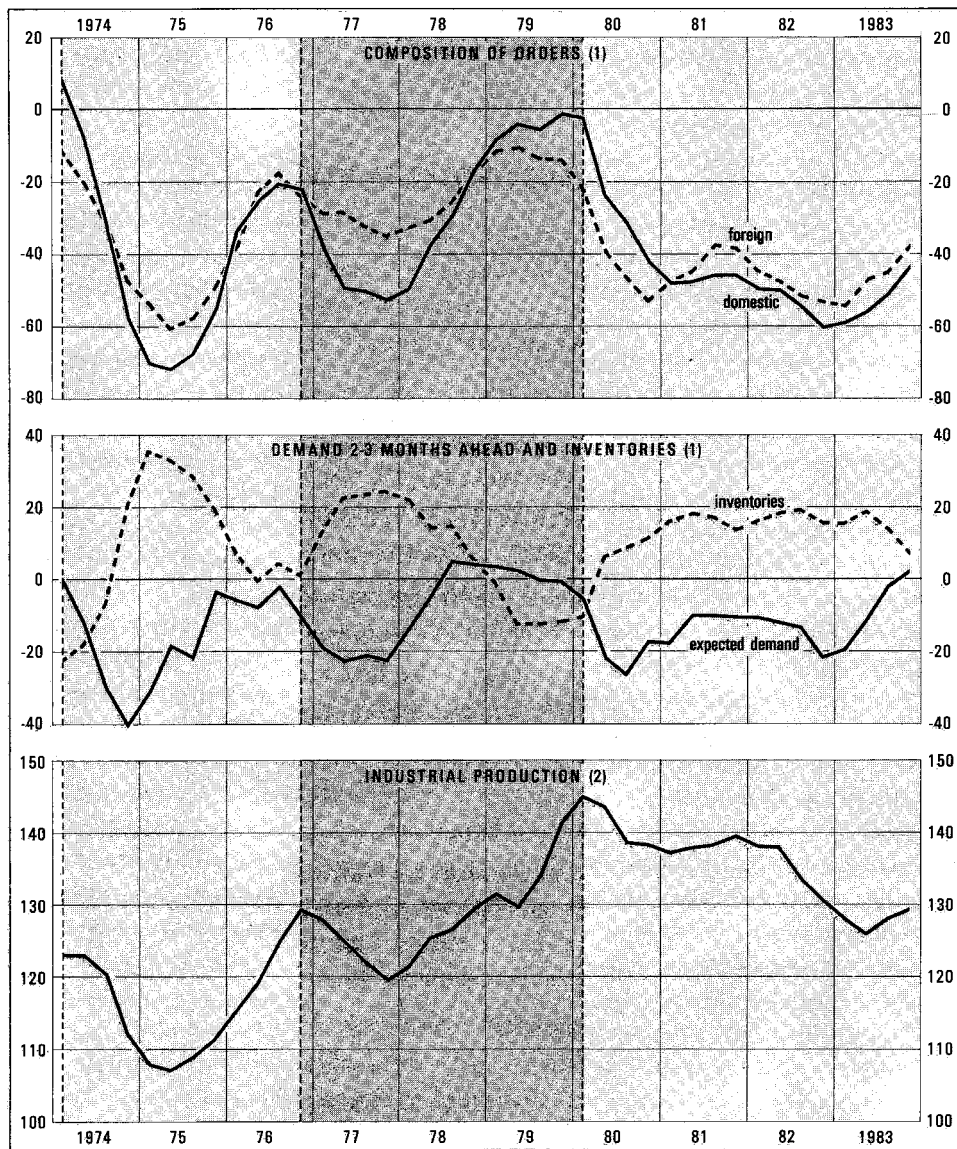 1974 75 76 77 78 79 80 81 82 1983
COMPOSITION OF ORDERS (1)
20 20
0 0
-20 -20
-40 -40
-60 -60
-80 -80
foreign
domestic
DEMAND 2-3 MONTHS AHEAD AND INVENTORIES (1)
40 40
20 20
0 0
-20 -20
-40 -40
inventories
expected demand
INDUSTRIAL PRODUCTION (2)
150 150
140 140
130 130
120 120
110 110
100 100
1974 75 76 77 78 79 80 81 82 1983